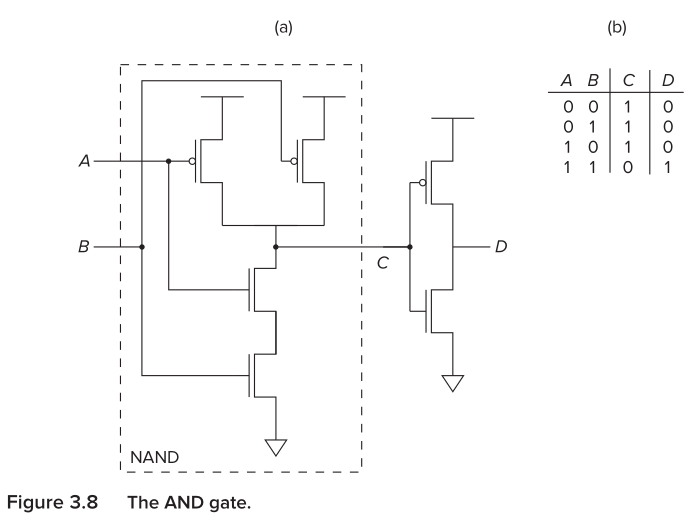 (a)
(b)
A B C D
0 0 1 0
0 1 1 0
1 0 1 0
1 1 0 1
A
B
C
D
NAND
Figure 3.8 The AND gate.